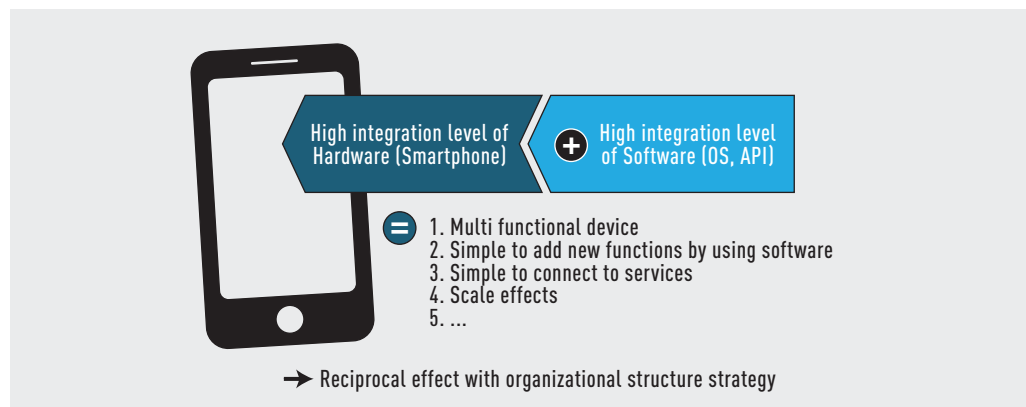 High integration level of
Hardware (Smartphone)
+ High integration level
of Software (OS, API)
= 1. Multi functional device
2. Simple to add new functions by using software
3. Simple to connect to services
4. Scale effects
5. ...
→ Reciprocal effect with organizational structure strategy